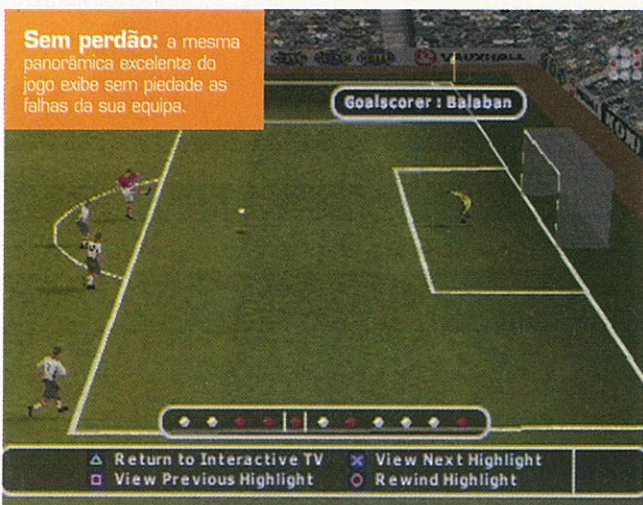 Sem perdão: a mesma
panorâmica excelente do
jogo exibe sem piedade as
falhas da sua equipa.
Goalscorer : Balaban
Return to Interactive TV
View Next Highlight
View Previous Highlight
Rewind Highlight